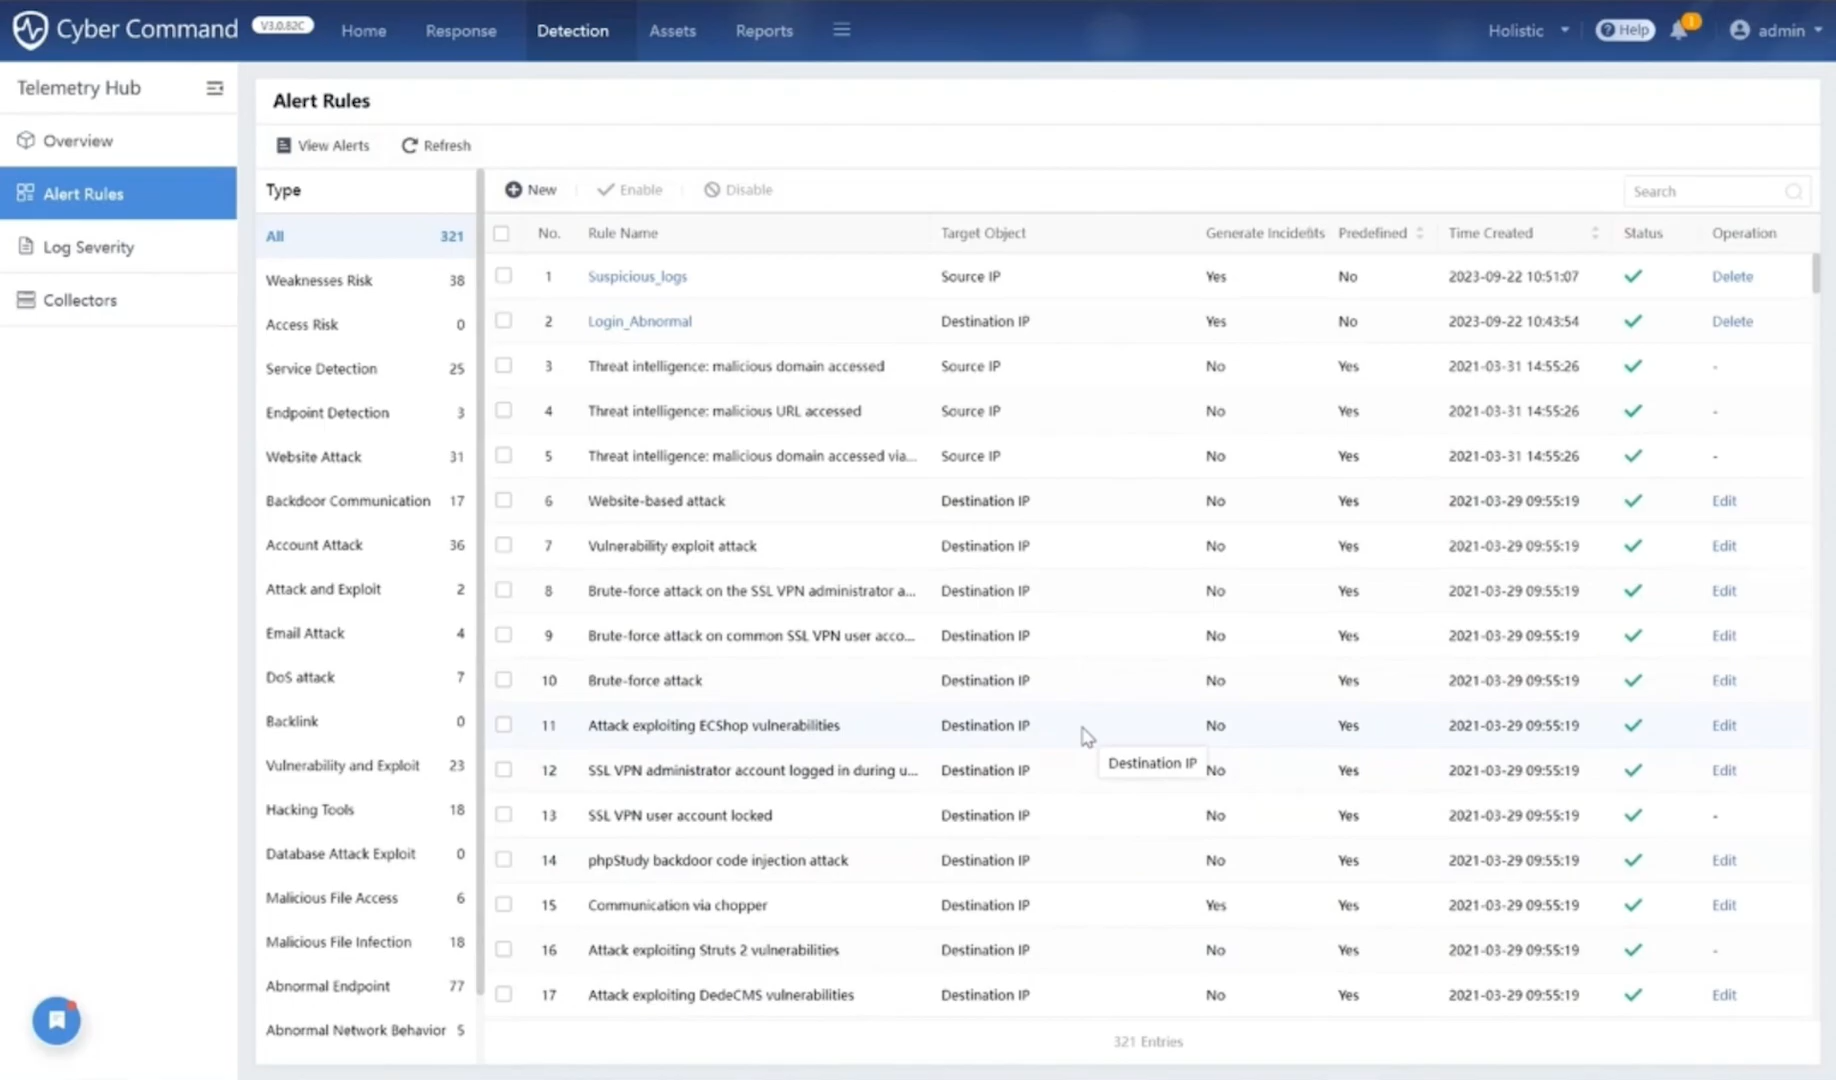 Cyber Command V3.0.82C Home Response Detection Assets Reports Holistic Help 1 admin
Telemetry Hub
Overview
Alert Rules
Log Severity
Collectors
Alert Rules
View Alerts Refresh
Type
All 321
Weaknesses Risk 38
Access Risk 0
Service Detection 25
Endpoint Detection 3
Website Attack 31
Backdoor Communication 17
Account Attack 36
Attack and Exploit 2
Email Attack 4
DoS attack 7
Backlink 0
Vulnerability and Exploit 23
Hacking Tools 18
Database Attack Exploit 0
Malicious File Access 6
Malicious File Infection 18
Abnormal Endpoint 77
Abnormal Network Behavior 5
New Enable Disable Search
No. Rule Name Target Object Generate Incidents Predefined Time Created Status Operation
1 Suspicious_logs Source IP Yes No 2023-09-22 10:51:07 Delete
2 Login_Abnormal Destination IP Yes No 2023-09-22 10:43:54 Delete
3 Threat intelligence: malicious domain accessed Source IP No Yes 2021-03-31 14:55:26 -
4 Threat intelligence: malicious URL accessed Source IP No Yes 2021-03-31 14:55:26 -
5 Threat intelligence: malicious domain accessed via... Source IP No Yes 2021-03-31 14:55:26 -
6 Website-based attack Destination IP No Yes 2021-03-29 09:55:19 Edit
7 Vulnerability exploit attack Destination IP No Yes 2021-03-29 09:55:19 Edit
8 Brute-force attack on the SSL VPN administrator a... Destination IP No Yes 2021-03-29 09:55:19 Edit
9 Brute-force attack on common SSL VPN user acco... Destination IP No Yes 2021-03-29 09:55:19 Edit
10 Brute-force attack Destination IP No Yes 2021-03-29 09:55:19 Edit
11 Attack exploiting ECShop vulnerabilities Destination IP No Yes 2021-03-29 09:55:19 Edit
Destination IP
12 SSL VPN administrator account logged in during u... Destination IP No Yes 2021-03-29 09:55:19 Edit
13 SSL VPN user account locked Destination IP No Yes 2021-03-29 09:55:19 -
14 phpStudy backdoor code injection attack Destination IP No Yes 2021-03-29 09:55:19 Edit
15 Communication via chopper Destination IP Yes Yes 2021-03-29 09:55:19 Edit
16 Attack exploiting Struts 2 vulnerabilities Destination IP No Yes 2021-03-29 09:55:19 -
17 Attack exploiting DedeCMS vulnerabilities Destination IP No Yes 2021-03-29 09:55:19 Edit
321 Entries